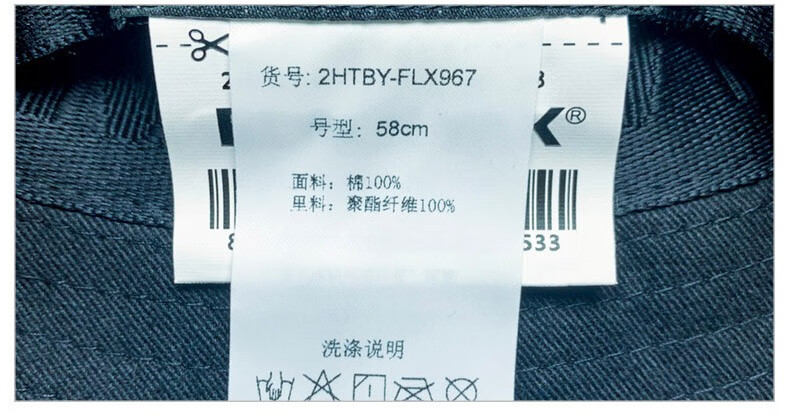 货号: 2HTBY-FLX967
号型: 58cm
面料: 棉100%
里料: 聚酯纤维100%
洗涤说明
K®
533